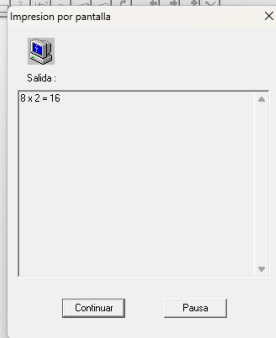 Impresion por pantalla
Salida :
8 x 2 = 16
Continuar
Pausa